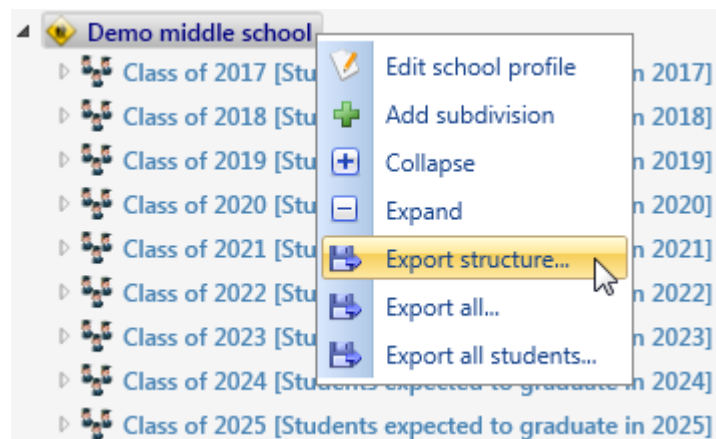 Demo middle school
Edit school profile
Class of 2017 [Stu n 2017]
Add subdivision
Class of 2018 [Stu n 2018]
Collapse
Class of 2019 [Stu n 2019]
Expand
Class of 2020 [Stu n 2020]
Export structure...
Class of 2021 [Stu n 2021]
Export all...
Class of 2022 [Stu n 2022]
Export all students...
Class of 2023 [Stu n 2023]
Class of 2024 [Students expected to graduate in 2024]
Class of 2025 [Students expected to graduate in 2025]